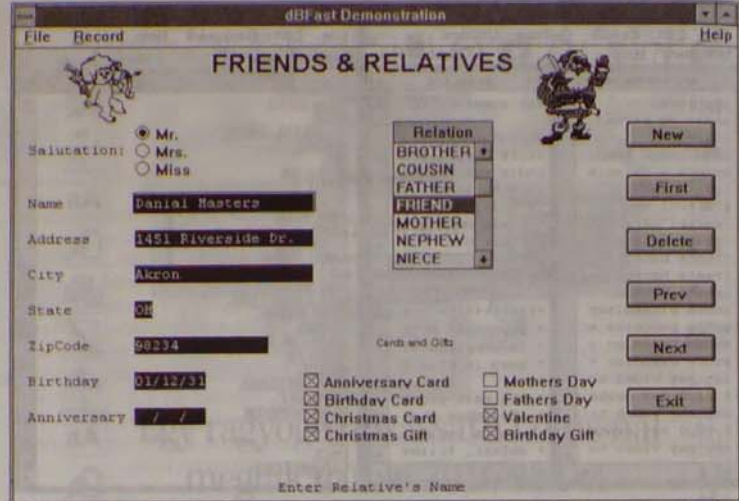 dBFast Demonstration
File Record Help
FRIENDS & RELATIVES
Salutation:
Mr.
Mrs.
Miss
Name Danial Masters
Address 1451 Riverside Dr.
City Akron
State OH
ZipCode 98234
Birthday 01/12/31
Anniversary / /
Relation
BROTHER
COUSIN
FATHER
FRIEND
MOTHER
NEPHEW
NIECE
Cards and Gifts
Anniversary Card
Birthday Card
Christmas Card
Christmas Gift
Mothers Day
Fathers Day
Valentine
Birthday Gift
New
First
Delete
Prev
Next
Exit
Enter Relative's Name